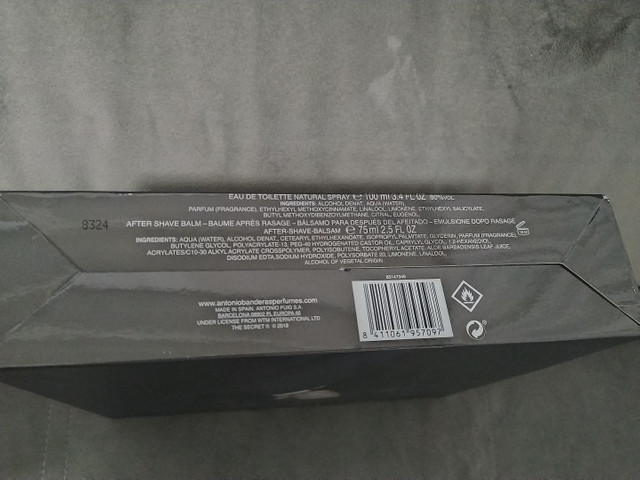 EAU DE TOILETTE NATURAL SPRAY ℮ 100 ml 3.4 FL OZ 80%VOL.
INGREDIENTS: ALCOHOL DENAT, AQUA (WATER),
PARFUM (FRAGRANCE), ETHYLHEXYL METHOXYCINNAMATE, LINALOOL, LIMONENE, ETHYLHEXYL SALICYLATE,
BUTYL METHOXYDIBENZOYLMETHANE, CITRAL, EUGENOL
8324
AFTER SHAVE BALM – BAUME APRÈS RASAGE – BÁLSAMO PARA DESPUES DEL AFEITADO – EMULSIONE DOPO RASAGE
AFTER-SHAVE-BALSAM ℮ 75 ml 2.5 FL OZ
INGREDIENTS: AQUA (WATER), ALCOHOL DENAT, CETEARYL ETHYLHEXANOATE, ISOPROPYL PALMITATE, GLYCERIN, PARFUM (FRAGRANCE)
BUTYLENE GLYCOL, POLYACRYLATE-13, PEG-40 HYDROGENATED CASTOR OIL, CAPRYLYL GLYCOL, 1,2-HEXANEDIOL
ACRYLATES/C10-30 ALKYL ACRYLATE CROSSPOLYMER, POLYISOBUTENE, TOCOPHERYL ACETATE, ALOE BARBADENSIS LEAF JUICE,
DISODIUM EDTA, SODIUM HYDROXIDE, POLYSORBATE 20, LIMONENE, LINALOOL
ALCOHOL OF VEGETAL ORIGIN
www.antoniobanderasperfumes.com
MADE IN SPAIN. ANTONIO PUIG S.A.
BARCELONA 08902 PL EUROPA 46
UNDER LICENSE FROM WTM INTERNATIONAL LTD
THE SECRET ® © 2018
8 411061 957097